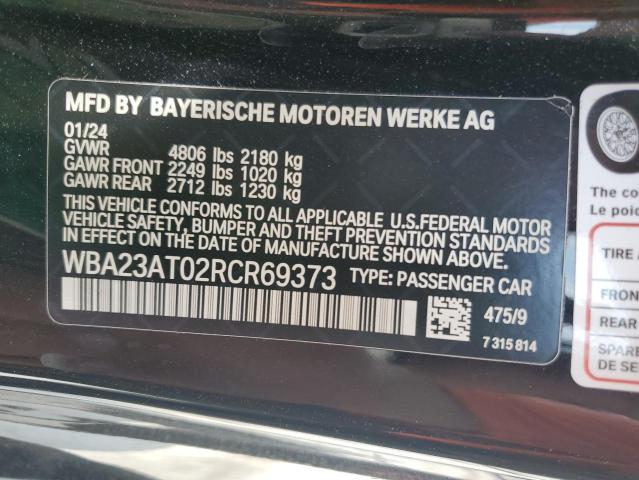 MFD BY BAYERISCHE MOTOREN WERKE AG
01/24
GVWR 4806 lbs 2180 kg
GAWR FRONT 2249 lbs 1020 kg
GAWR REAR 2712 lbs 1230 kg
THIS VEHICLE CONFORMS TO ALL APPLICABLE U.S.FEDERAL MOTOR
VEHICLE SAFETY, BUMPER AND THEFT PREVENTION STANDARDS
IN EFFECT ON THE DATE OF MANUFACTURE SHOWN ABOVE.
WBA23AT02RCR69373 TYPE: PASSENGER CAR
475/9
7 315 814
The co
Le poi
TIRE
FRON
REAR
SPARE
DE SE